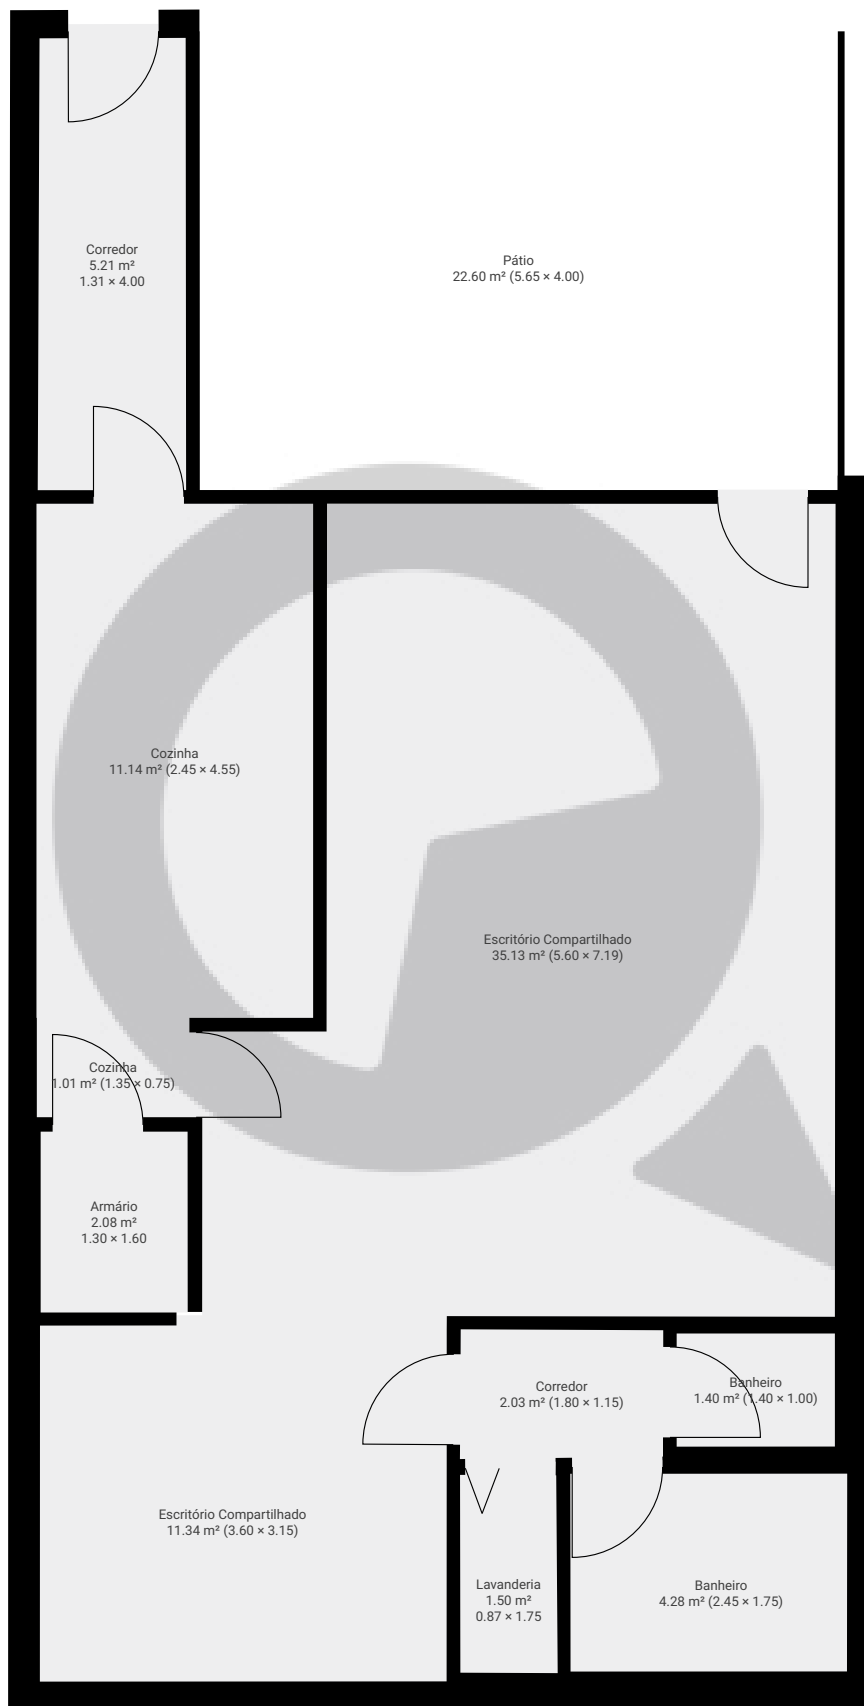 Corredor
5.21 m²
1.31 × 4.00
Pátio
22.60 m² (5.65 × 4.00)
Cozinha
11.14 m² (2.45 × 4.55)
Escritório Compartilhado
35.13 m² (5.60 × 7.19)
Cozinha
1.01 m² (1.35 × 0.75)
Armário
2.08 m²
1.30 × 1.60
Corredor
2.03 m² (1.80 × 1.15)
Banheiro
1.40 m² (1.40 × 1.00)
Escritório Compartilhado
11.34 m² (3.60 × 3.15)
Lavanderia
1.50 m²
0.87 × 1.75
Banheiro
4.28 m² (2.45 × 1.75)